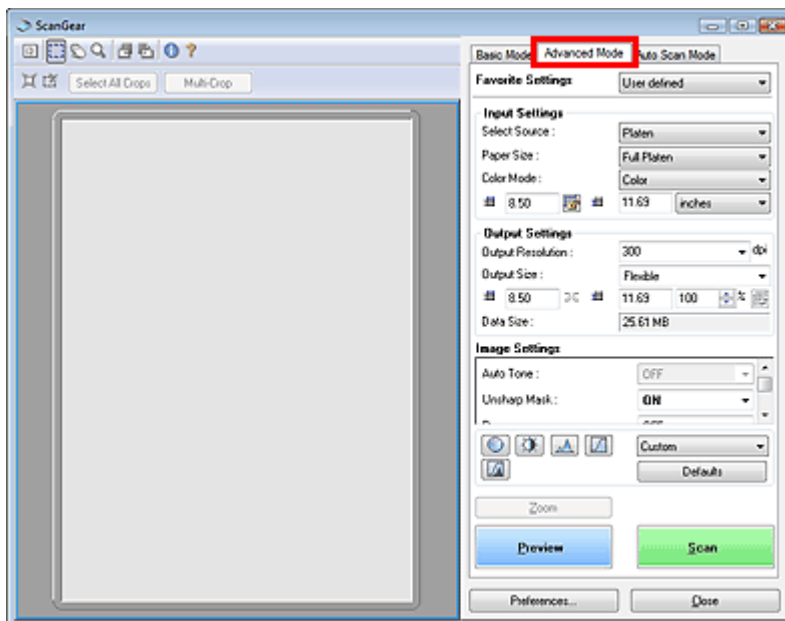 ScanGear
Select All Crops Multi-Crop
Basic Mode Advanced Mode Auto Scan Mode
Favorite Settings User defined
Input Settings
Select Source : Platen
Paper Size : Full Platen
Color Mode : Color
8.50 11.69 inches
Output Settings
Output Resolution : 300 dpi
Output Size : Flexible
8.50 11.69 100 %
Data Size : 25.61 MB
Image Settings
Auto Tone : OFF
Unsharp Mask : ON
Custom
Defaults
Zoom
Preview Scan
Preferences... Close